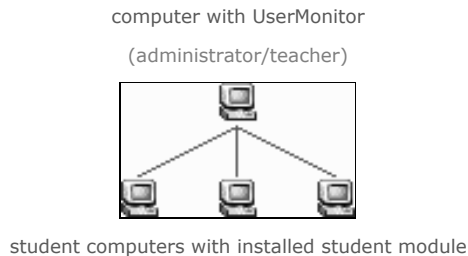 computer with UserMonitor
(administrator/teacher)
student computers with installed student module